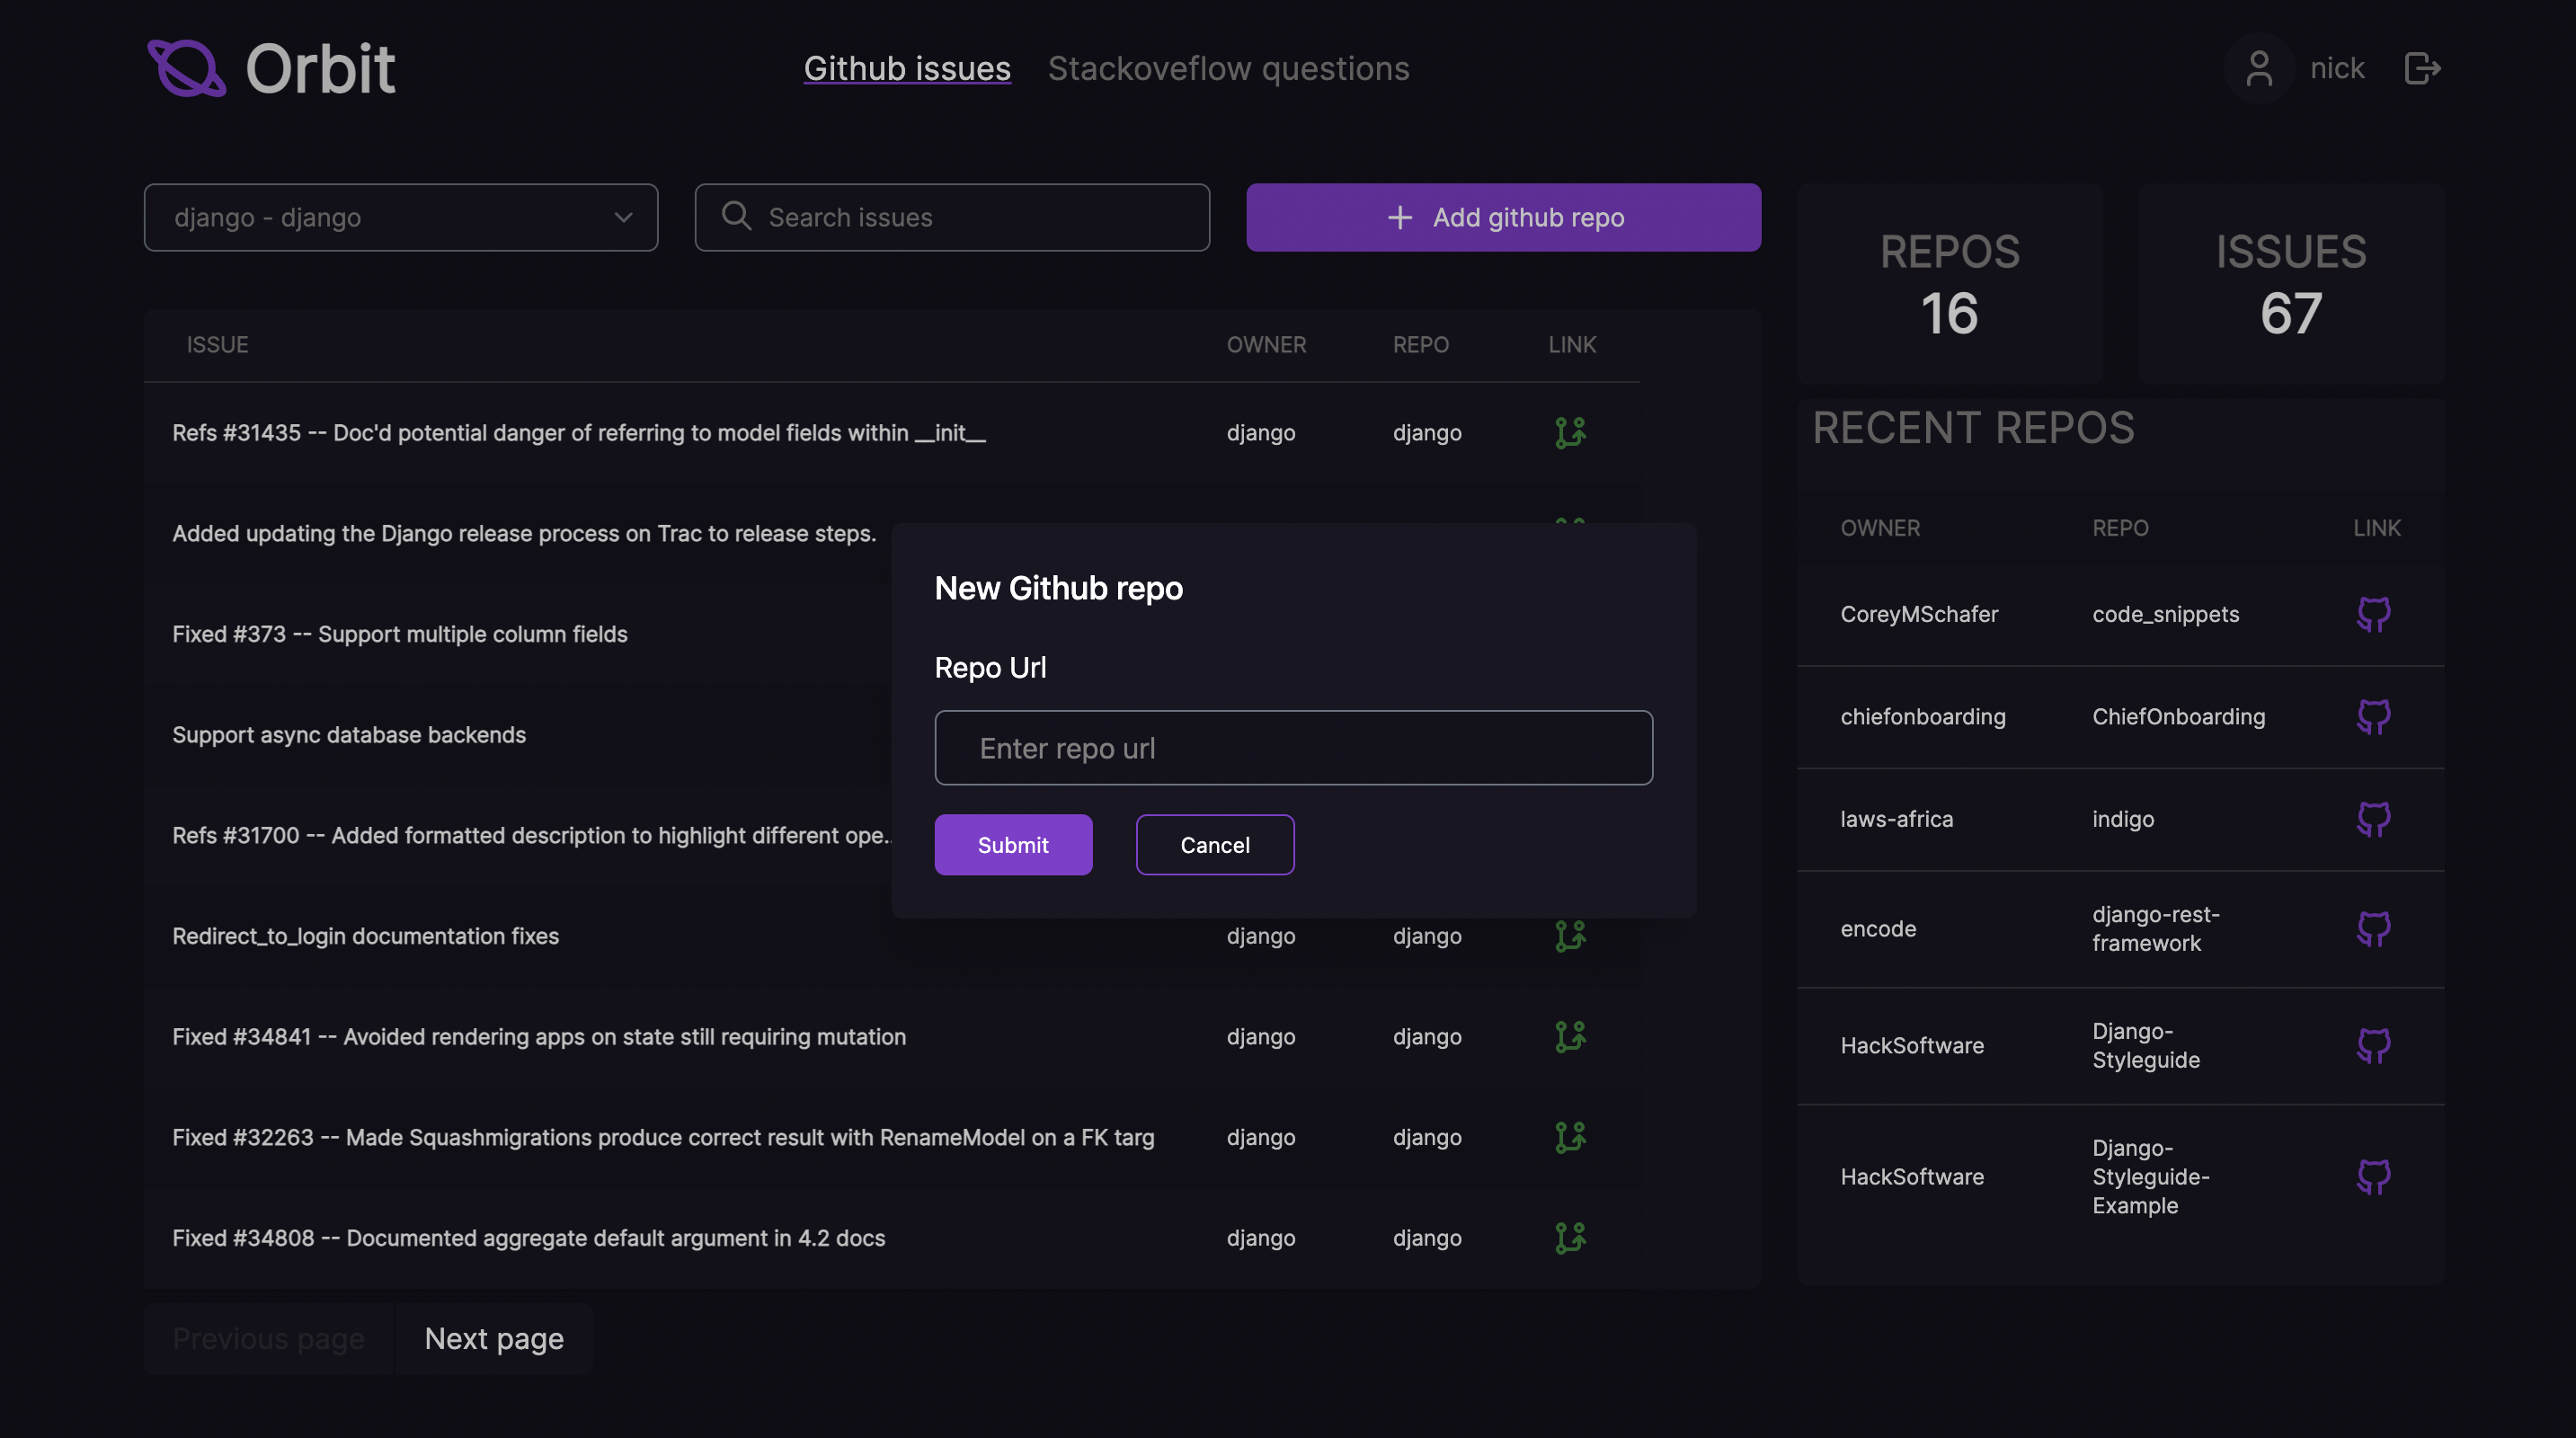 Orbit
Github issues
Stackoveflow questions
nick
django - django
Search issues
Add github repo
REPOS
16
ISSUES
67
ISSUE OWNER REPO LINK
Refs #31435 -- Doc'd potential danger of referring to model fields within __init__ django django
Added updating the Django release process on Trac to release steps.
Fixed #373 -- Support multiple column fields
Support async database backends
Refs #31700 -- Added formatted description to highlight different ope..
Redirect_to_login documentation fixes django django
Fixed #34841 -- Avoided rendering apps on state still requiring mutation django django
Fixed #32263 -- Made Squashmigrations produce correct result with RenameModel on a FK targ django django
Fixed #34808 -- Documented aggregate default argument in 4.2 docs django django
Previous page
Next page
New Github repo
Repo Url
Enter repo url
Submit
Cancel
RECENT REPOS
OWNER REPO LINK
CoreyMSchafer code_snippets
chiefonboarding ChiefOnboarding
laws-africa indigo
encode django-rest-
framework
HackSoftware Django-
Styleguide
HackSoftware Django-
Styleguide-
Example